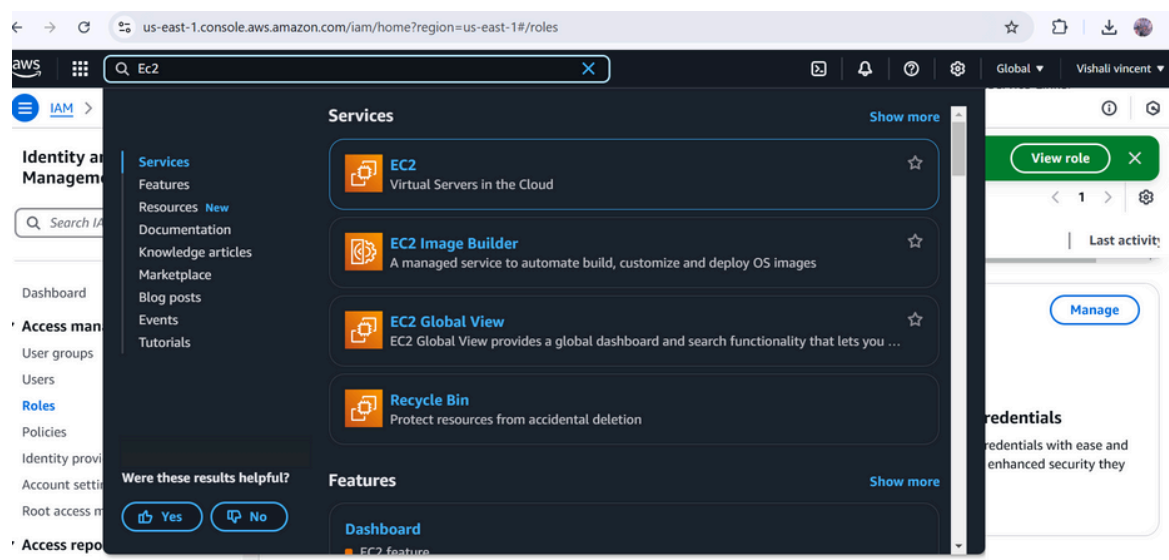 us-east-1.console.aws.amazon.com/iam/home?region=us-east-1#/roles
aws
Ec2
Global
Vishali vincent
IAM
Identity an
Manageme
Search IA
Dashboard
Access man
User groups
Users
Roles
Policies
Identity provi
Account settin
Root access m
Access repo
Services
Features
Resources New
Documentation
Knowledge articles
Marketplace
Blog posts
Events
Tutorials
Were these results helpful?
Yes
No
Services
Show more
EC2
Virtual Servers in the Cloud
EC2 Image Builder
A managed service to automate build, customize and deploy OS images
EC2 Global View
EC2 Global View provides a global dashboard and search functionality that lets you ...
Recycle Bin
Protect resources from accidental deletion
Features
Show more
Dashboard
EC2 feature
View role
1
Last activity
Manage
redentials
redentials with ease and
enhanced security they